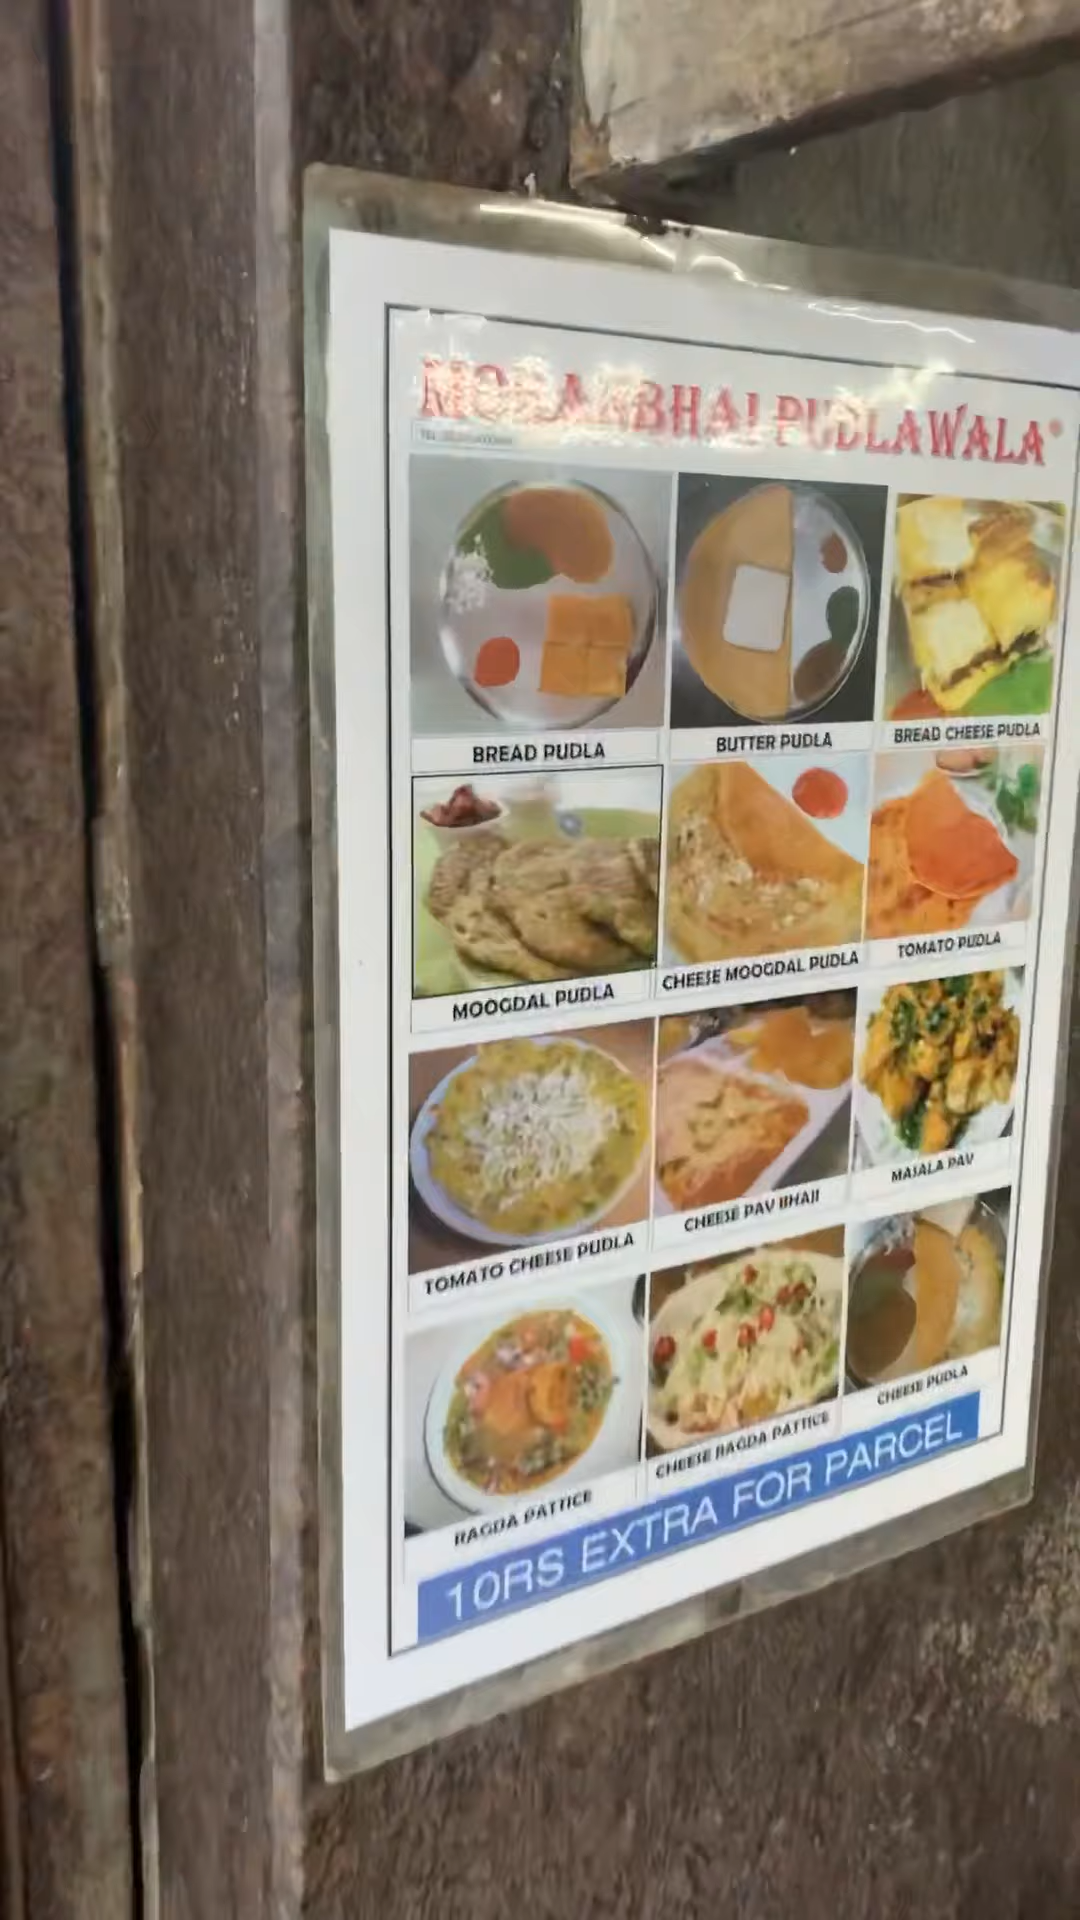 PUDLAWALA
BREAD PUDLA
BUTTER PUDLA
BREAD CHEESE PUDLA
MOOGDAL PUDLA
CHEESE MOOGDAL PUDLA
TOMATO PUDLA
TOMATO CHEESE PUDLA
CHEESE PAV BHAJI
MASALA PAV
RAGDA PATTICE
CHEESE RAGDA PATTICE
CHEESE PUDLA
10RS EXTRA FOR PARCEL